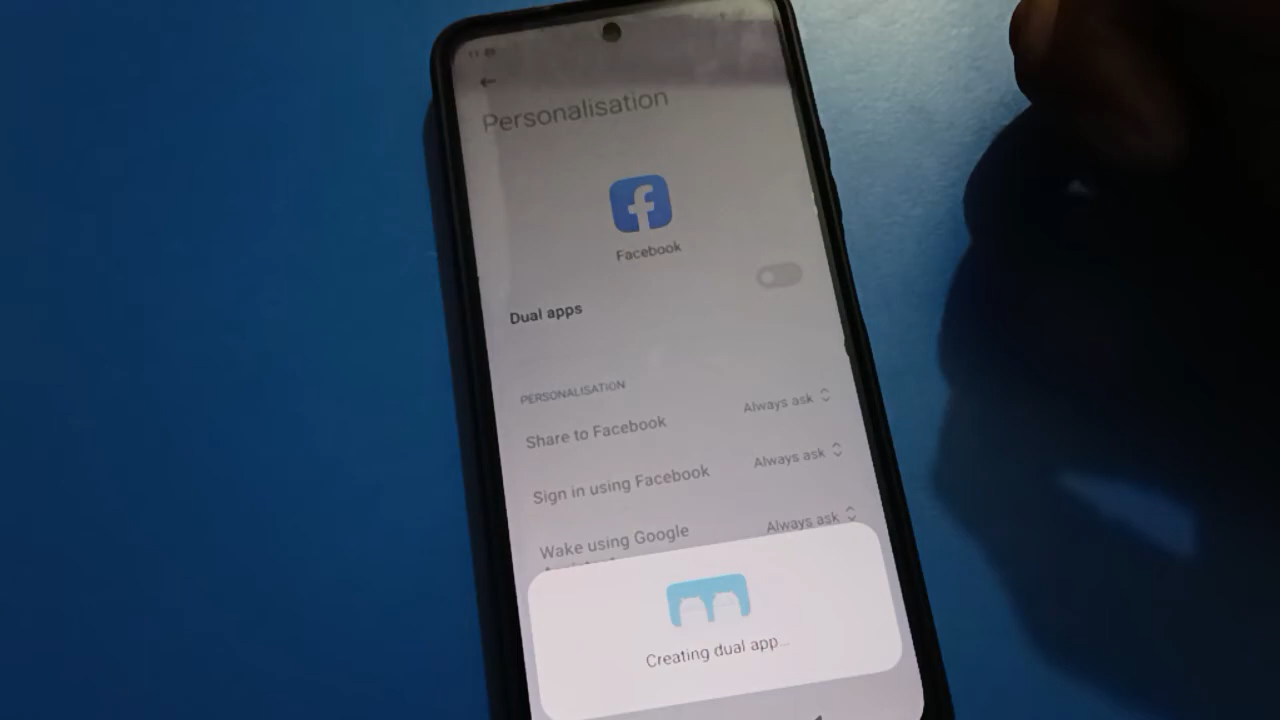 Personalisation
Facebook
Dual apps
PERSONALISATION
Share to Facebook Always ask
Sign in using Facebook Always ask
Wake using Google Always ask
Creating dual app...